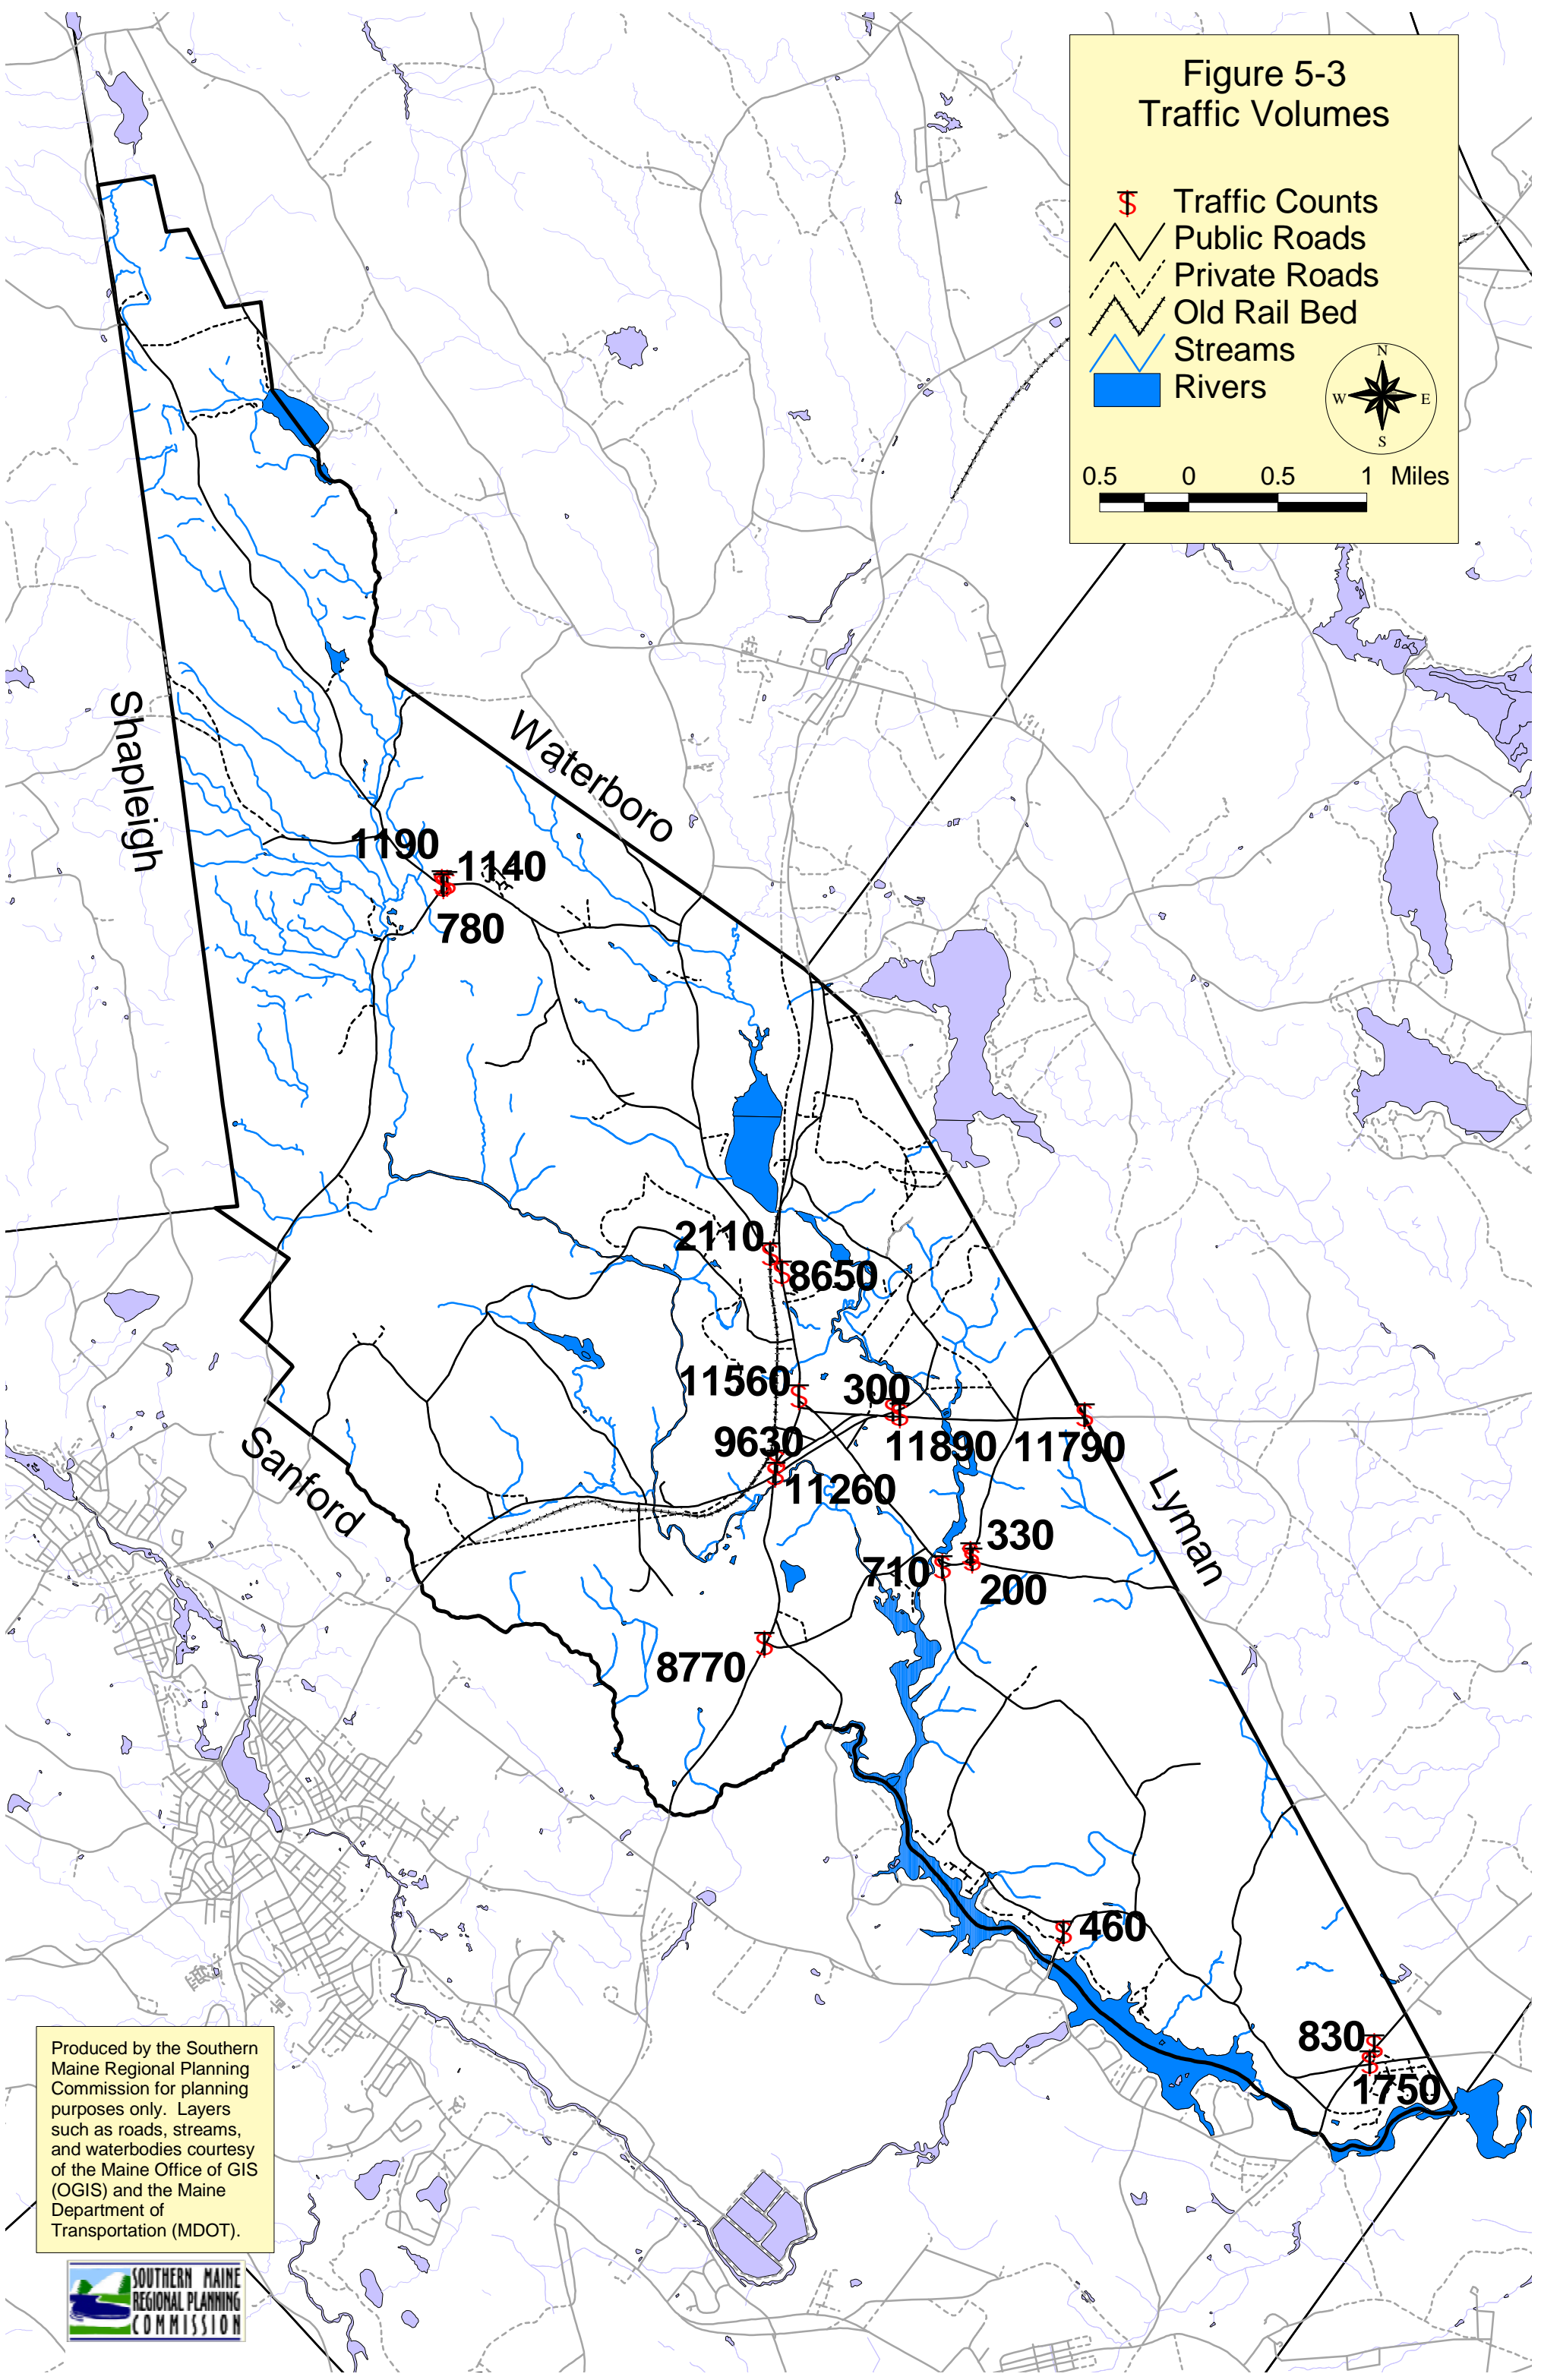 Figure 5-3
Traffic Volumes
Traffic Counts
Public Roads
Private Roads
Old Rail Bed
Streams
Rivers
N
W
E
S
0.5 0 0.5 1 Miles
Shapleigh
Waterboro
1190
1140
780
2110
8650
11560
300
9630
11890
11790
11260
Sanford
Lyman
330
710
200
8770
460
830
1750
Produced by the Southern
Maine Regional Planning
Commission for planning
purposes only. Layers
such as roads, streams,
and waterbodies courtesy
of the Maine Office of GIS
(OGIS) and the Maine
Department of
Transportation (MDOT).
SOUTHERN MAINE
REGIONAL PLANNING
COMMISSION